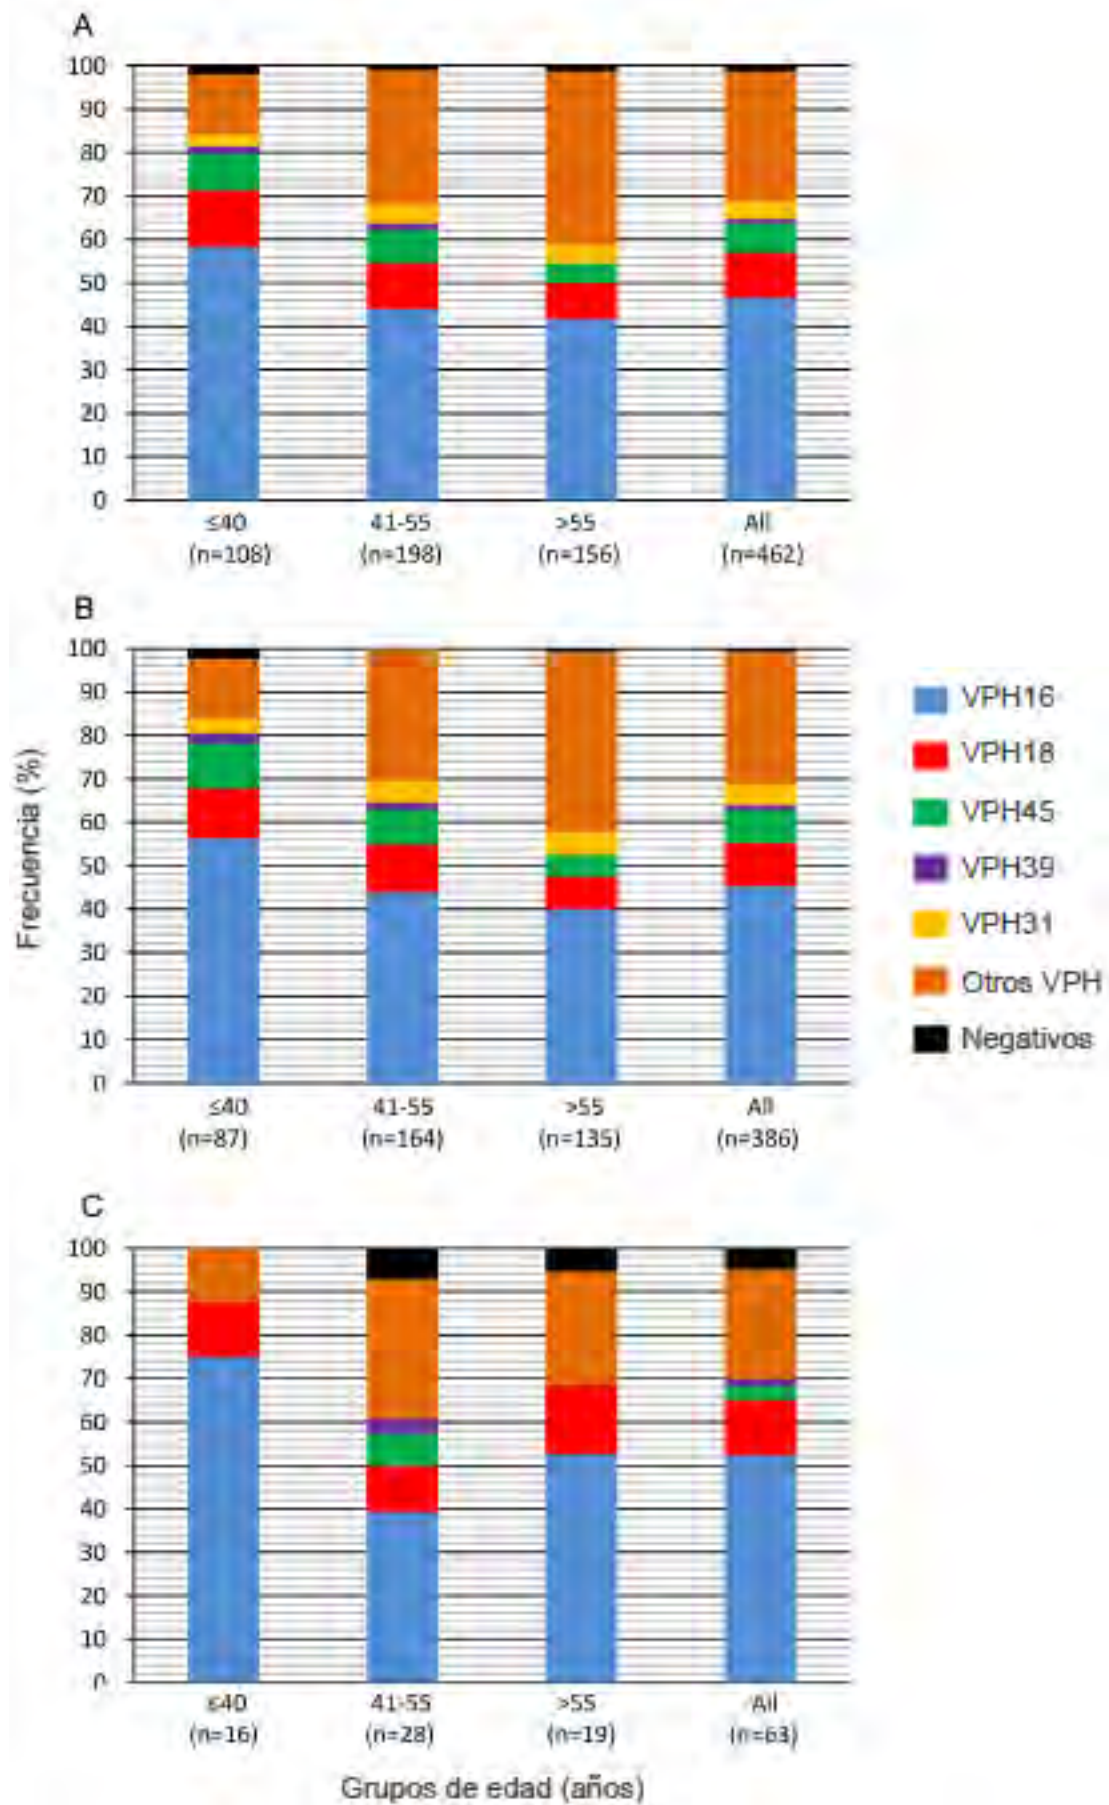 A
100
90
80
70
60
50
40
30
20
10
0
≤40 41-55 >55 All
(n=108) (n=198) (n=156) (n=462)
B
100
90
80
70
60
50
40
30
20
10
0
≤40 41-55 >55 All
(n=87) (n=164) (n=135) (n=386)
Frecuencia (%)
VPH16
VPH18
VPH45
VPH39
VPH31
Otros VPH
Negativos
C
100
90
80
70
60
50
40
30
20
10
0
≤40 41-55 >55 All
(n=16) (n=28) (n=19) (n=63)
Grupos de edad (años)